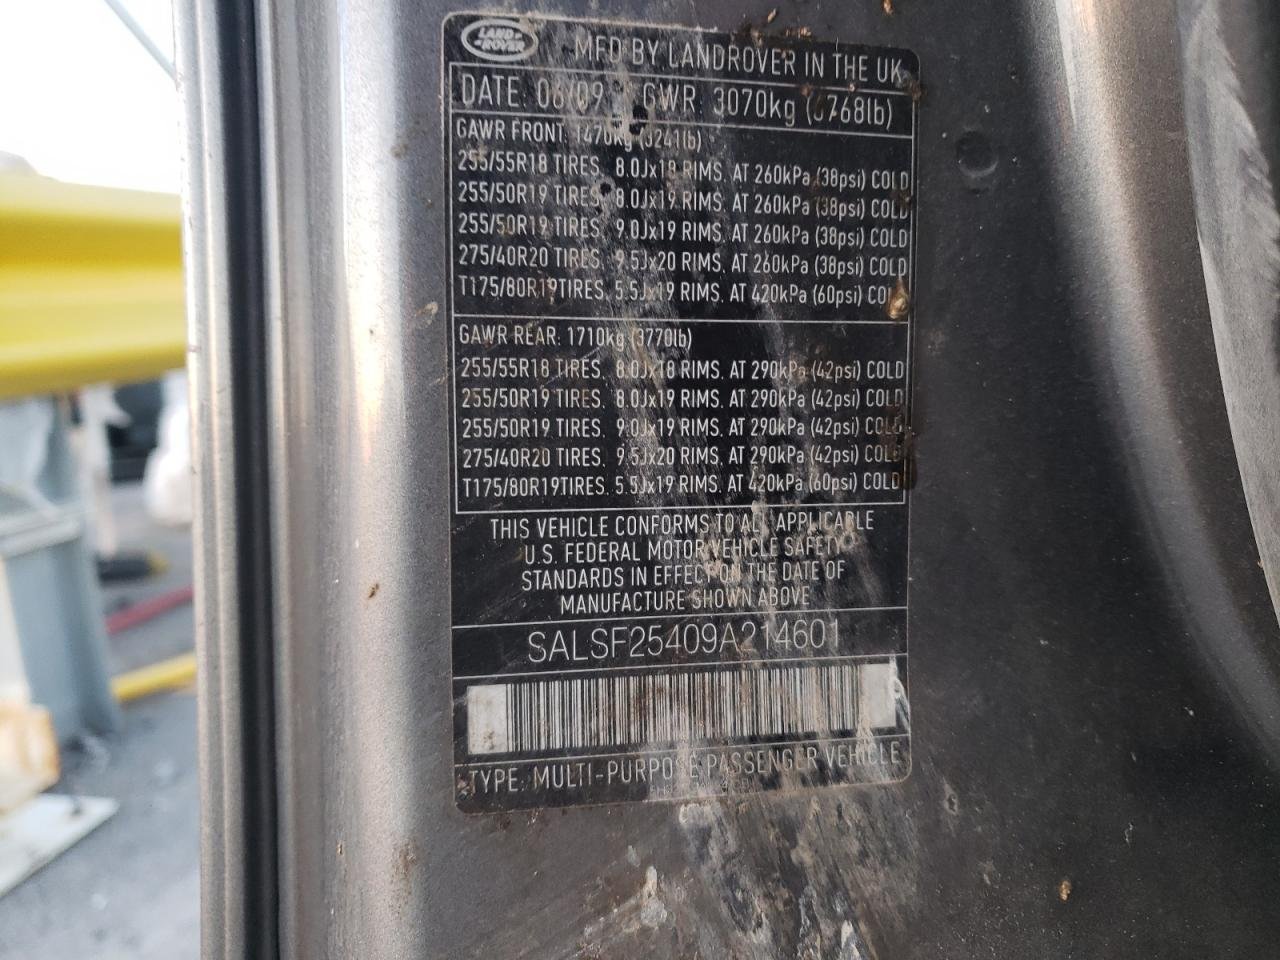 LAND ROVER
MFD BY LANDROVER IN THE UK
DATE: 06/09 GWR: 3070kg (6768lb)
GAWR FRONT: 1470kg (3241lb)
255/55R18 TIRES. 8.0Jx18 RIMS. AT 260kPa (38psi) COLD
255/50R19 TIRES. 8.0Jx19 RIMS. AT 260kPa (38psi) COLD
255/50R19 TIRES. 9.0Jx19 RIMS. AT 260kPa (38psi) COLD
275/40R20 TIRES. 9.5Jx20 RIMS. AT 260kPa (38psi) COLD
T175/80R19TIRES. 5.5Jx19 RIMS. AT 420kPa (60psi) COLD
GAWR REAR: 1710kg (3770lb)
255/55R18 TIRES. 8.0Jx18 RIMS. AT 290kPa (42psi) COLD
255/50R19 TIRES. 8.0Jx19 RIMS. AT 290kPa (42psi) COLD
255/50R19 TIRES. 9.0Jx19 RIMS. AT 290kPa (42psi) COLD
275/40R20 TIRES. 9.5Jx20 RIMS. AT 290kPa (42psi) COLD
T175/80R19TIRES. 5.5Jx19 RIMS. AT 420kPa (60psi) COLD
THIS VEHICLE CONFORMS TO ALL APPLICABLE
U.S. FEDERAL MOTOR VEHICLE SAFETY
STANDARDS IN EFFECT ON THE DATE OF
MANUFACTURE SHOWN ABOVE
SALSF25409A214601
TYPE: MULTI-PURPOSE PASSENGER VEHICLE